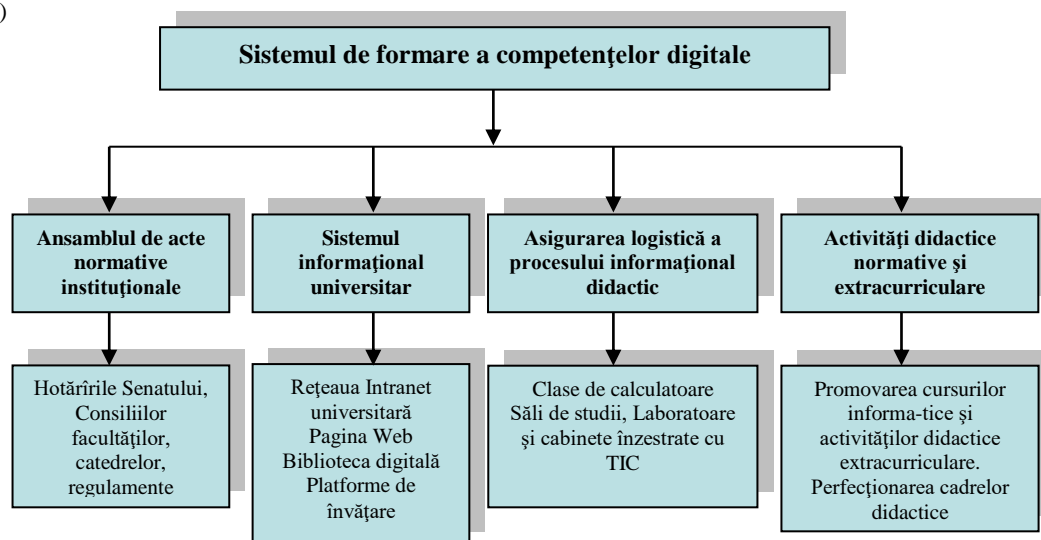 )
Sistemul de formare a competenţelor digitale
Ansamblul de acte
normative
instituţionale
Sistemul
informaţional
universitar
Asigurarea logistică a
procesului informaţional
didactic
Activităţi didactice
normative şi
extracurriculare
Hotărîrile Senatului,
Consiliilor
facultăţilor,
catedrelor,
regulamente
Reţeaua Intranet
universitară
Pagina Web
Biblioteca digitală
Platforme de
învăţare
Clase de calculatoare
Săli de studii, Laboratoare
şi cabinete înzestrate cu
TIC
Promovarea cursurilor
informa-tice şi
activităţilor didactice
extracurriculare.
Perfecţionarea cadrelor
didactice